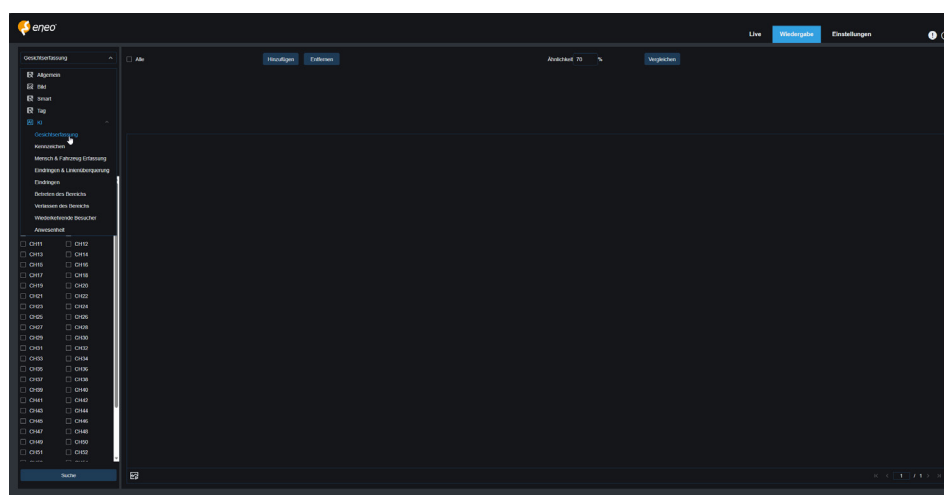 eneo
Live Wiedergabe Einstellungen
Gesichtserfassung
Alle Hinzufügen Entfernen Ähnlichkeit 70 % Vergleichen
Allgemein
Bild
Smart
Tag
KI
Gesichtserfassung
Kennzeichen
Mensch & Fahrzeug Erfassung
Eindringen & Linienüberquerung
Eindringen
Betreten des Bereichs
Verlassen des Bereichs
Wiederkehrende Besucher
Anwesenheit
CH11 CH12
CH13 CH14
CH15 CH16
CH17 CH18
CH19 CH20
CH21 CH22
CH23 CH24
CH25 CH26
CH27 CH28
CH29 CH30
CH31 CH32
CH33 CH34
CH35 CH36
CH37 CH38
CH39 CH40
CH41 CH42
CH43 CH44
CH45 CH46
CH47 CH48
CH49 CH50
CH51 CH52
Suche
1 / 1